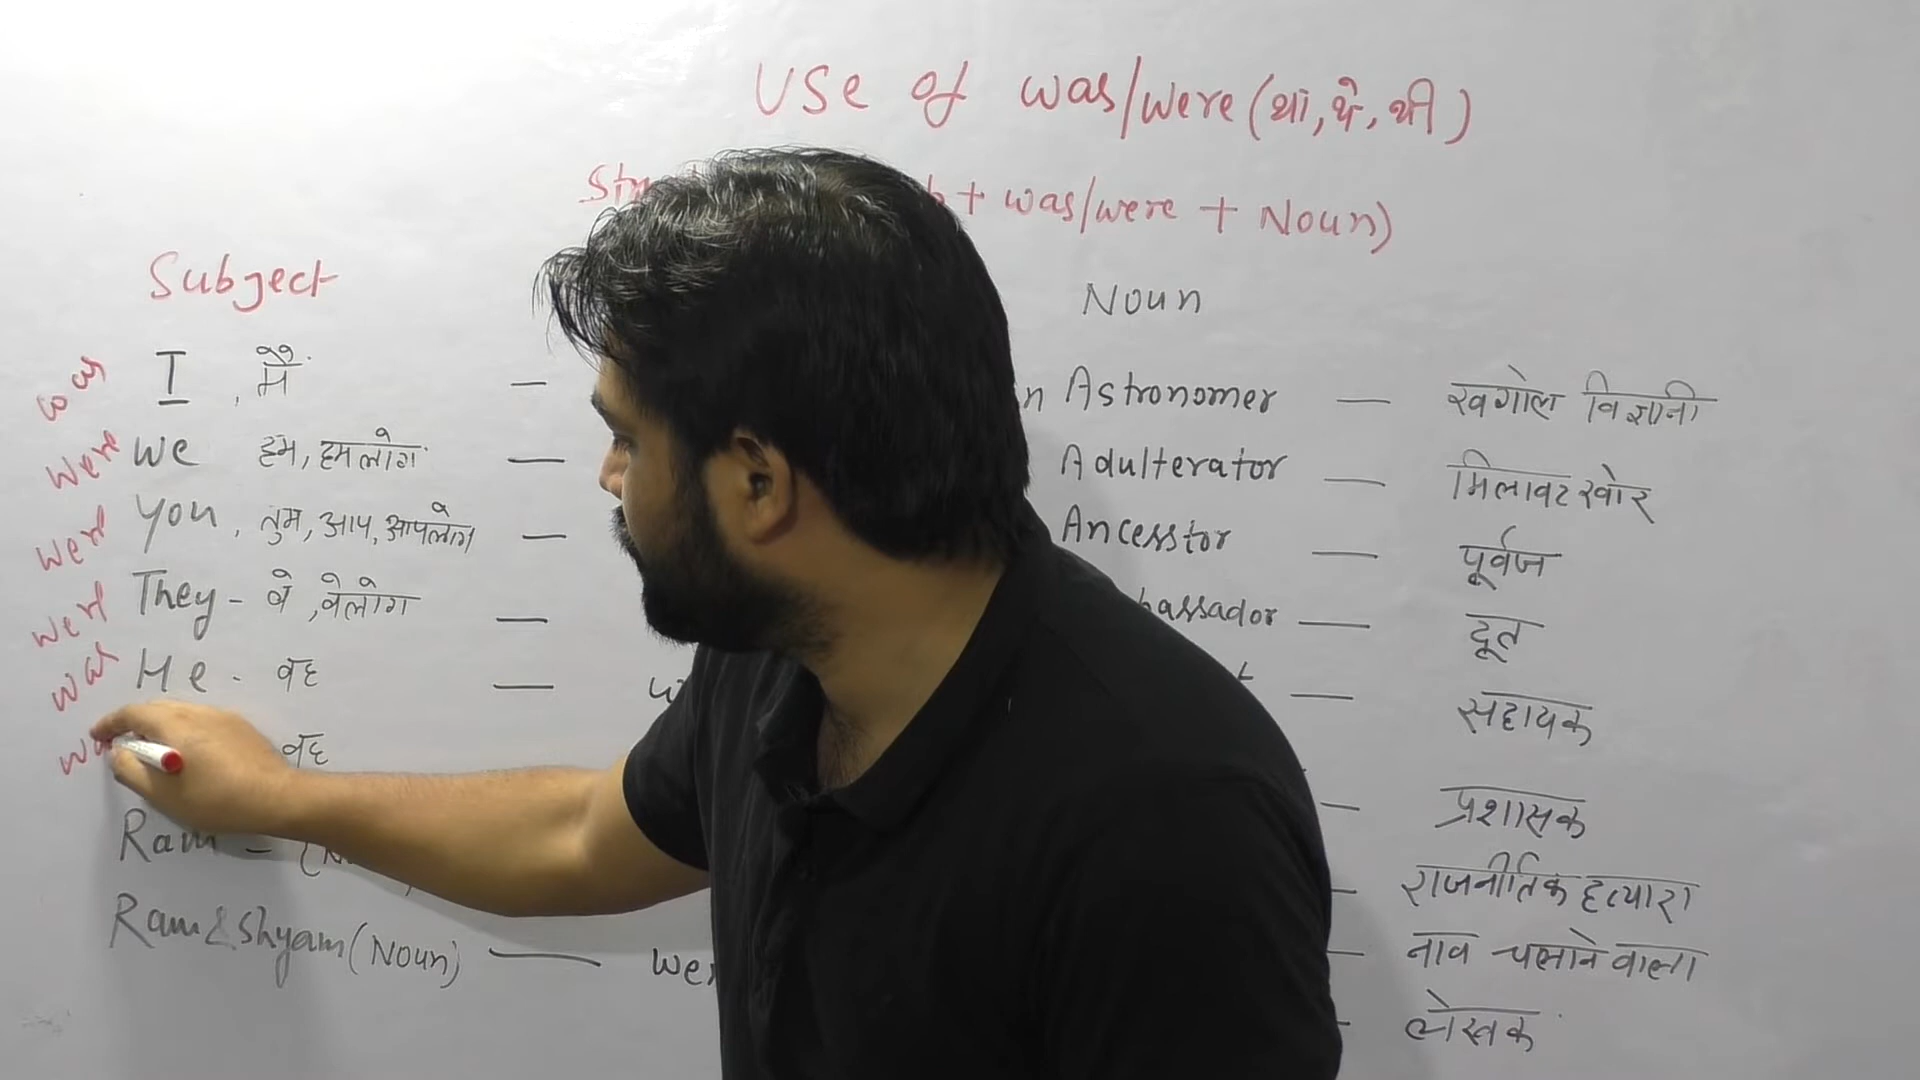 Use of was/were (था, थे, थी)
+ was/were + Noun)
Subject
Noun
was I , मैं — Astronomer — खगोल विज्ञानी
were We हम, हमलोग — Adulterator — मिलावटखोर
were You , तुम, आप, आपलोग — Ancesstor — पूर्वज
were They - वे , वेलोग — bassador — दूत
was He - वह — — सहायक
वह
— प्रशासक
Ram -
— राजनीतिक हत्यारा
Ram & Shyam (Noun) — — नाव चलाने वाला
लेखक